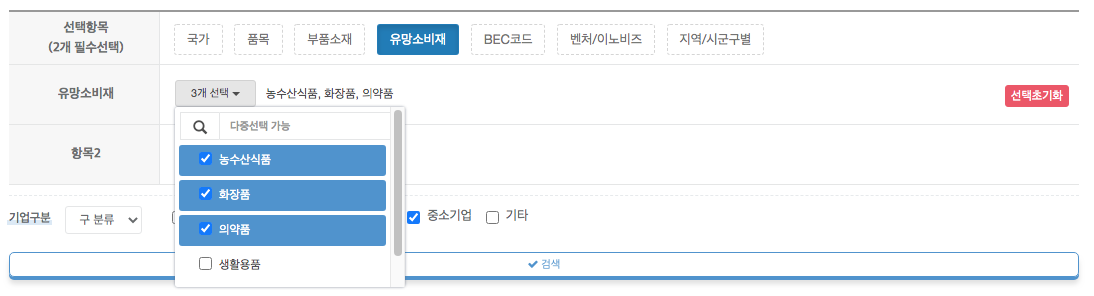 선택항목
(2개 필수선택)
국가 품목 부품소재 유망소비재 BEC코드 벤처/이노비즈 지역/시군구별
유망소비재
3개 선택 농수산식품, 화장품, 의약품
선택초기화
다중선택 가능
농수산식품
항목2
화장품
기업구분 구 분류 의약품 중소기업 기타
생활용품
검색